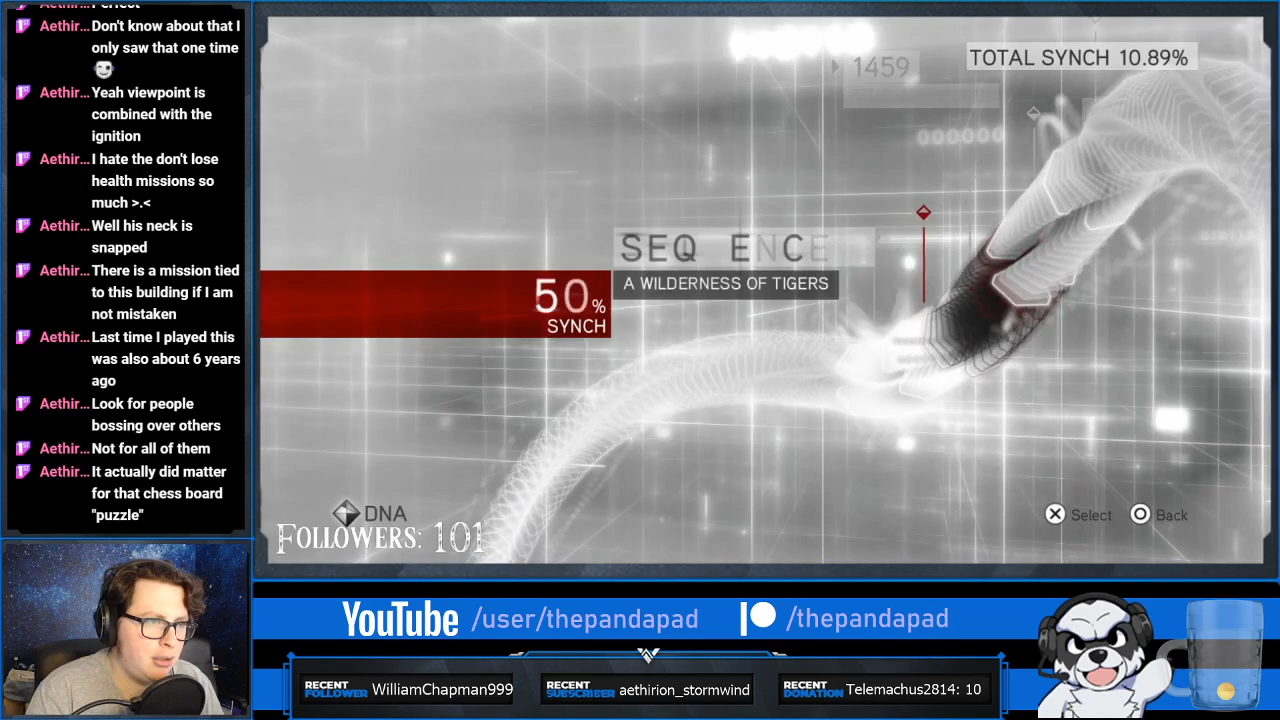 Aethir... Perfect
Aethir... Don't know about that I
only saw that one time
Aethir... Yeah viewpoint is
combined with the
ignition
Aethir... I hate the don't lose
health missions so
much >.<
Aethir... Well his neck is
snapped
Aethir... There is a mission tied
to this building if I am
not mistaken
Aethir... Last time I played this
was also about 6 years
ago
Aethir... Look for people
bossing over others
Aethir... Not for all of them
Aethir... It actually did matter
for that chess board
"puzzle"
1459
TOTAL SYNCH 10.89%
000000
SEQ ENCE
A WILDERNESS OF TIGERS
50%
SYNCH
DNA
FOLLOWERS: 101
Select
Back
YouTube /user/thepandapad
/thepandapad
RECENT FOLLOWER WilliamChapman999
RECENT SUBSCRIBER aethirion_stormwind
RECENT DONATION Telemachus2814: 10